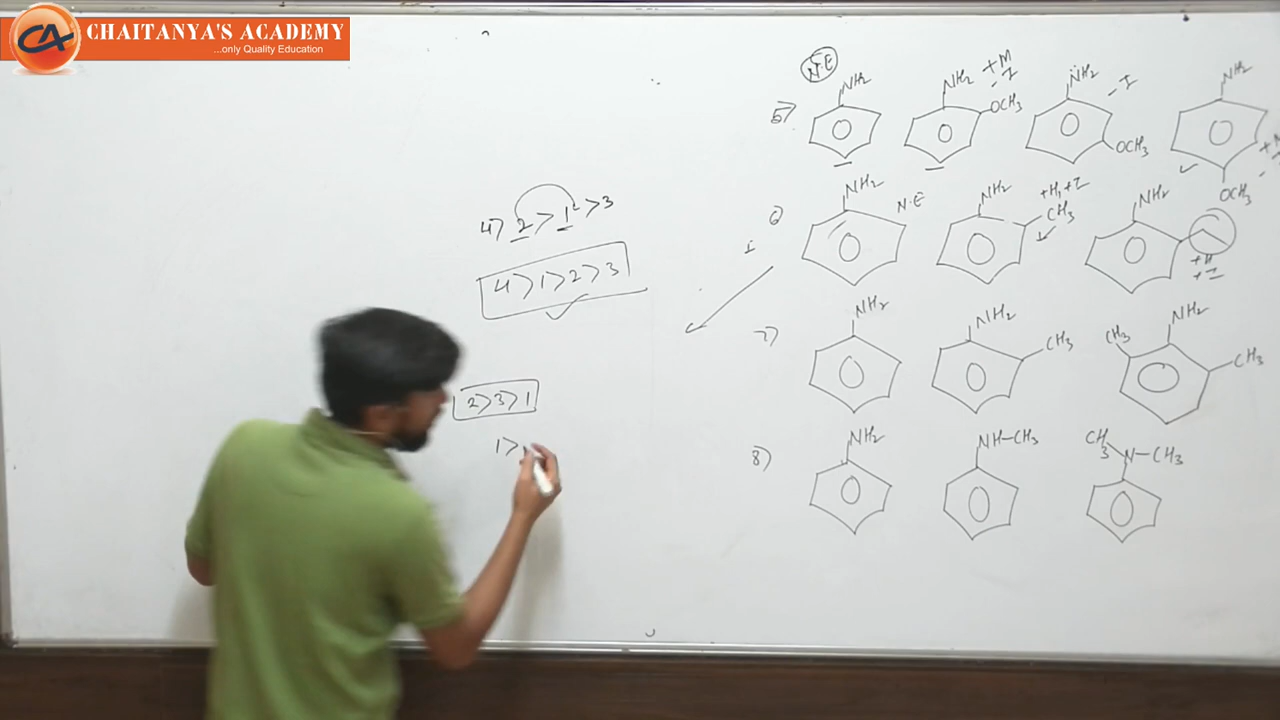 CHAITANYA'S ACADEMY
...only Quality Education
CA
N·E
5) NH2 NH2 +M -I OCH3 NH2 -I OCH3 NH2 OCH3
6) NH2 N·E NH2 CH3 +H, +I NH2 +H +I
7) NH2 NH2 CH3 CH3 NH2 CH3
8) NH2 NH-CH3 CH3 N-CH3
4> 2 > 1 > 3
4>1>2>3
2>3>1
1>